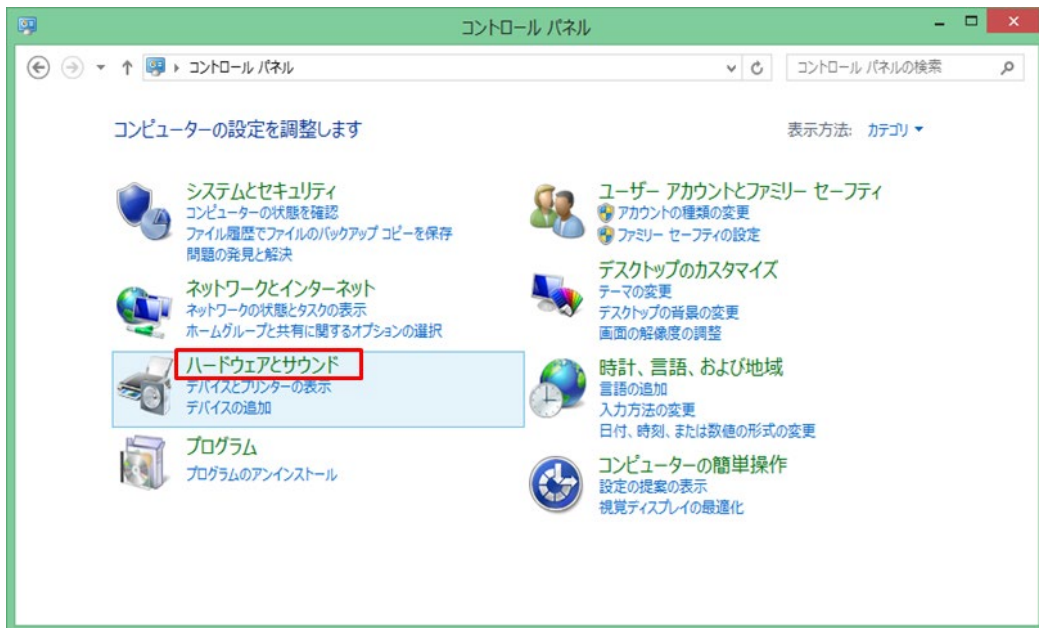 コントロール パネル
コントロール パネル
コントロール パネルの検索
コンピューターの設定を調整します
表示方法: カテゴリ
システムとセキュリティ
コンピューターの状態を確認
ファイル履歴でファイルのバックアップ コピーを保存
問題の発見と解決
ネットワークとインターネット
ネットワークの状態とタスクの表示
ホームグループと共有に関するオプションの選択
ハードウェアとサウンド
デバイスとプリンターの表示
デバイスの追加
プログラム
プログラムのアンインストール
ユーザー アカウントとファミリー セーフティ
アカウントの種類の変更
ファミリー セーフティの設定
デスクトップのカスタマイズ
テーマの変更
デスクトップの背景の変更
画面の解像度の調整
時計、言語、および地域
言語の追加
入力方法の変更
日付、時刻、または数値の形式の変更
コンピューターの簡単操作
設定の提案の表示
視覚ディスプレイの最適化